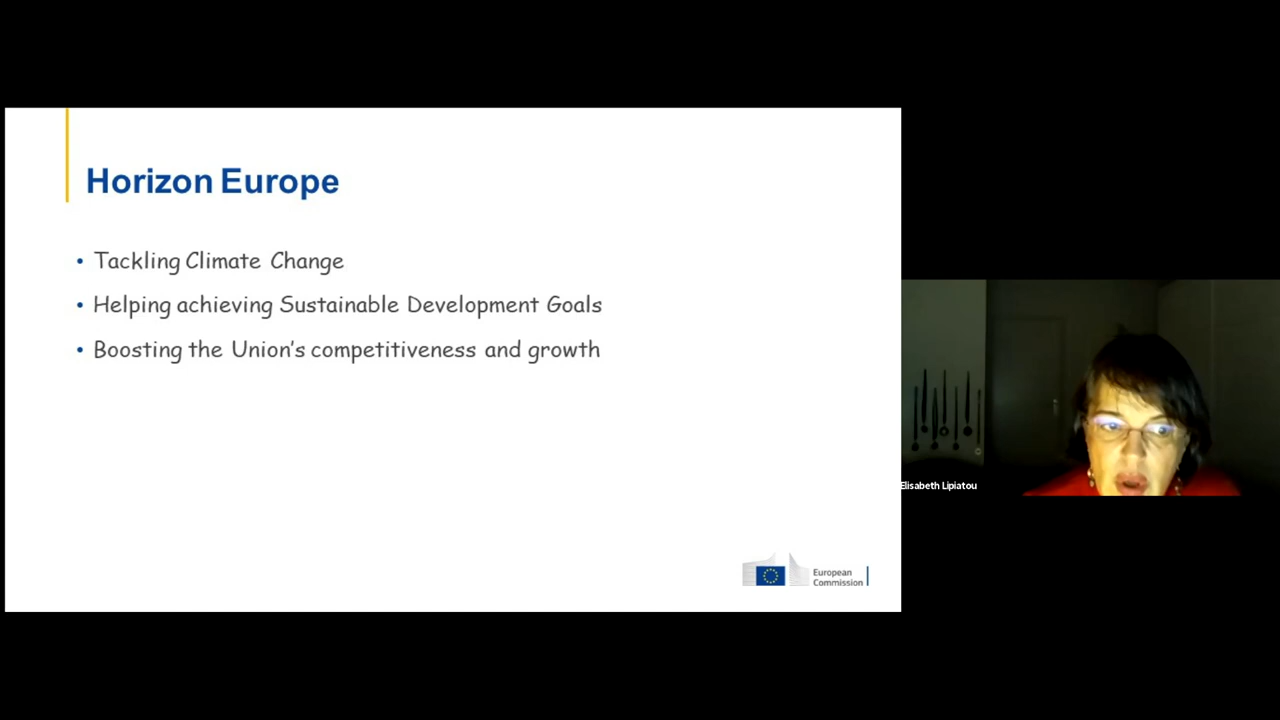 Horizon Europe
• Tackling Climate Change
• Helping achieving Sustainable Development Goals
• Boosting the Union's competitiveness and growth
European
Commission
Elisabeth Lipiatou